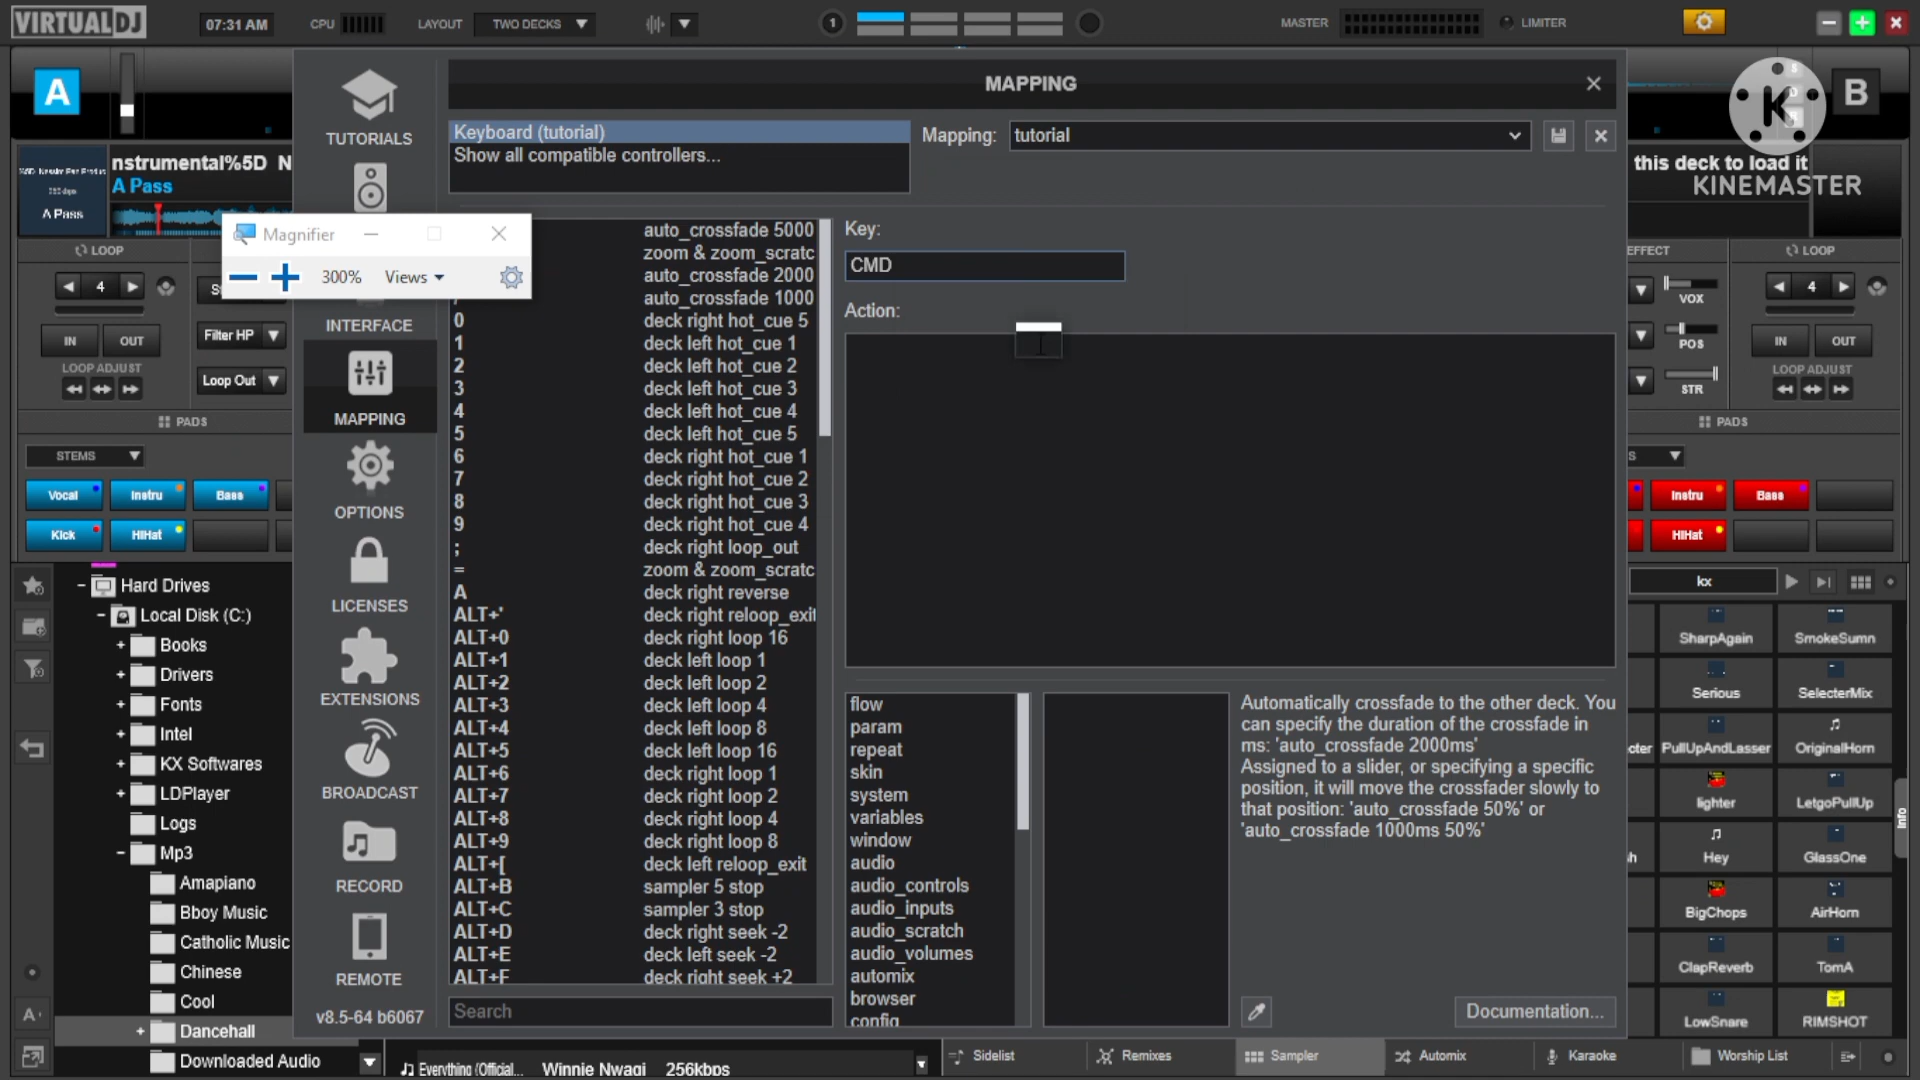 VIRTUALDJ
07:31 AM
CPU
LAYOUT
TWO DECKS
1
MASTER
LIMITER
A
B
K
KINEMASTER
nstrumental%5D N
A Pass
A Pass
this deck to load it
MAPPING
Keyboard (tutorial)
Show all compatible controllers...
Mapping:
tutorial
Magnifier
300%
Views
TUTORIALS
INTERFACE
MAPPING
OPTIONS
LICENSES
EXTENSIONS
BROADCAST
RECORD
REMOTE
v8.5-64 b6067
LOOP
4
IN
OUT
LOOP ADJUST
Filter HP
Loop Out
PADS
STEMS
Vocal
Instru
Bass
Kick
HiHat
auto_crossfade 5000
zoom & zoom_scratc
auto_crossfade 2000
auto_crossfade 1000
0 deck right hot_cue 5
1 deck left hot_cue 1
2 deck left hot_cue 2
3 deck left hot_cue 3
4 deck left hot_cue 4
5 deck left hot_cue 5
6 deck right hot_cue 1
7 deck right hot_cue 2
8 deck right hot_cue 3
9 deck right hot_cue 4
; deck right loop_out
= zoom & zoom_scratc
A deck right reverse
ALT+' deck right reloop_exit
ALT+0 deck right loop 16
ALT+1 deck left loop 1
ALT+2 deck left loop 2
ALT+3 deck left loop 4
ALT+4 deck left loop 8
ALT+5 deck left loop 16
ALT+6 deck right loop 1
ALT+7 deck right loop 2
ALT+8 deck right loop 4
ALT+9 deck right loop 8
ALT+[ deck left reloop_exit
ALT+B sampler 5 stop
ALT+C sampler 3 stop
ALT+D deck right seek -2
ALT+E deck left seek -2
ALT+F deck right seek +2
Search
Key:
CMD
Action:
flow
param
repeat
skin
system
variables
window
audio
audio_controls
audio_inputs
audio_scratch
audio_volumes
automix
browser
config
Automatically crossfade to the other deck. You
can specify the duration of the crossfade in
ms: 'auto_crossfade 2000ms'
Assigned to a slider, or specifying a specific
position, it will move the crossfader slowly to
that position: 'auto_crossfade 50%' or
'auto_crossfade 1000ms 50%'
Documentation...
EFFECT
VOX
POS
STR
LOOP
4
IN
OUT
LOOP ADJUST
PADS
S
Instru
Bass
HiHat
kx
SharpAgain
SmokeSumn
Serious
SelecterMix
cter
PullUpAndLasser
OriginalHorn
lighter
LetgoPullUp
Hey
GlassOne
BigChops
AirHorn
ClapReverb
TomA
LowSnare
RIMSHOT
Info
Hard Drives
Local Disk (C:)
Books
Drivers
Fonts
Intel
KX Softwares
LDPlayer
Logs
Mp3
Amapiano
Bboy Music
Catholic Music
Chinese
Cool
Dancehall
Downloaded Audio
Everything (Official... Winnie Nwagi 256kbps
Sidelist
Remixes
Sampler
Automix
Karaoke
Worship List